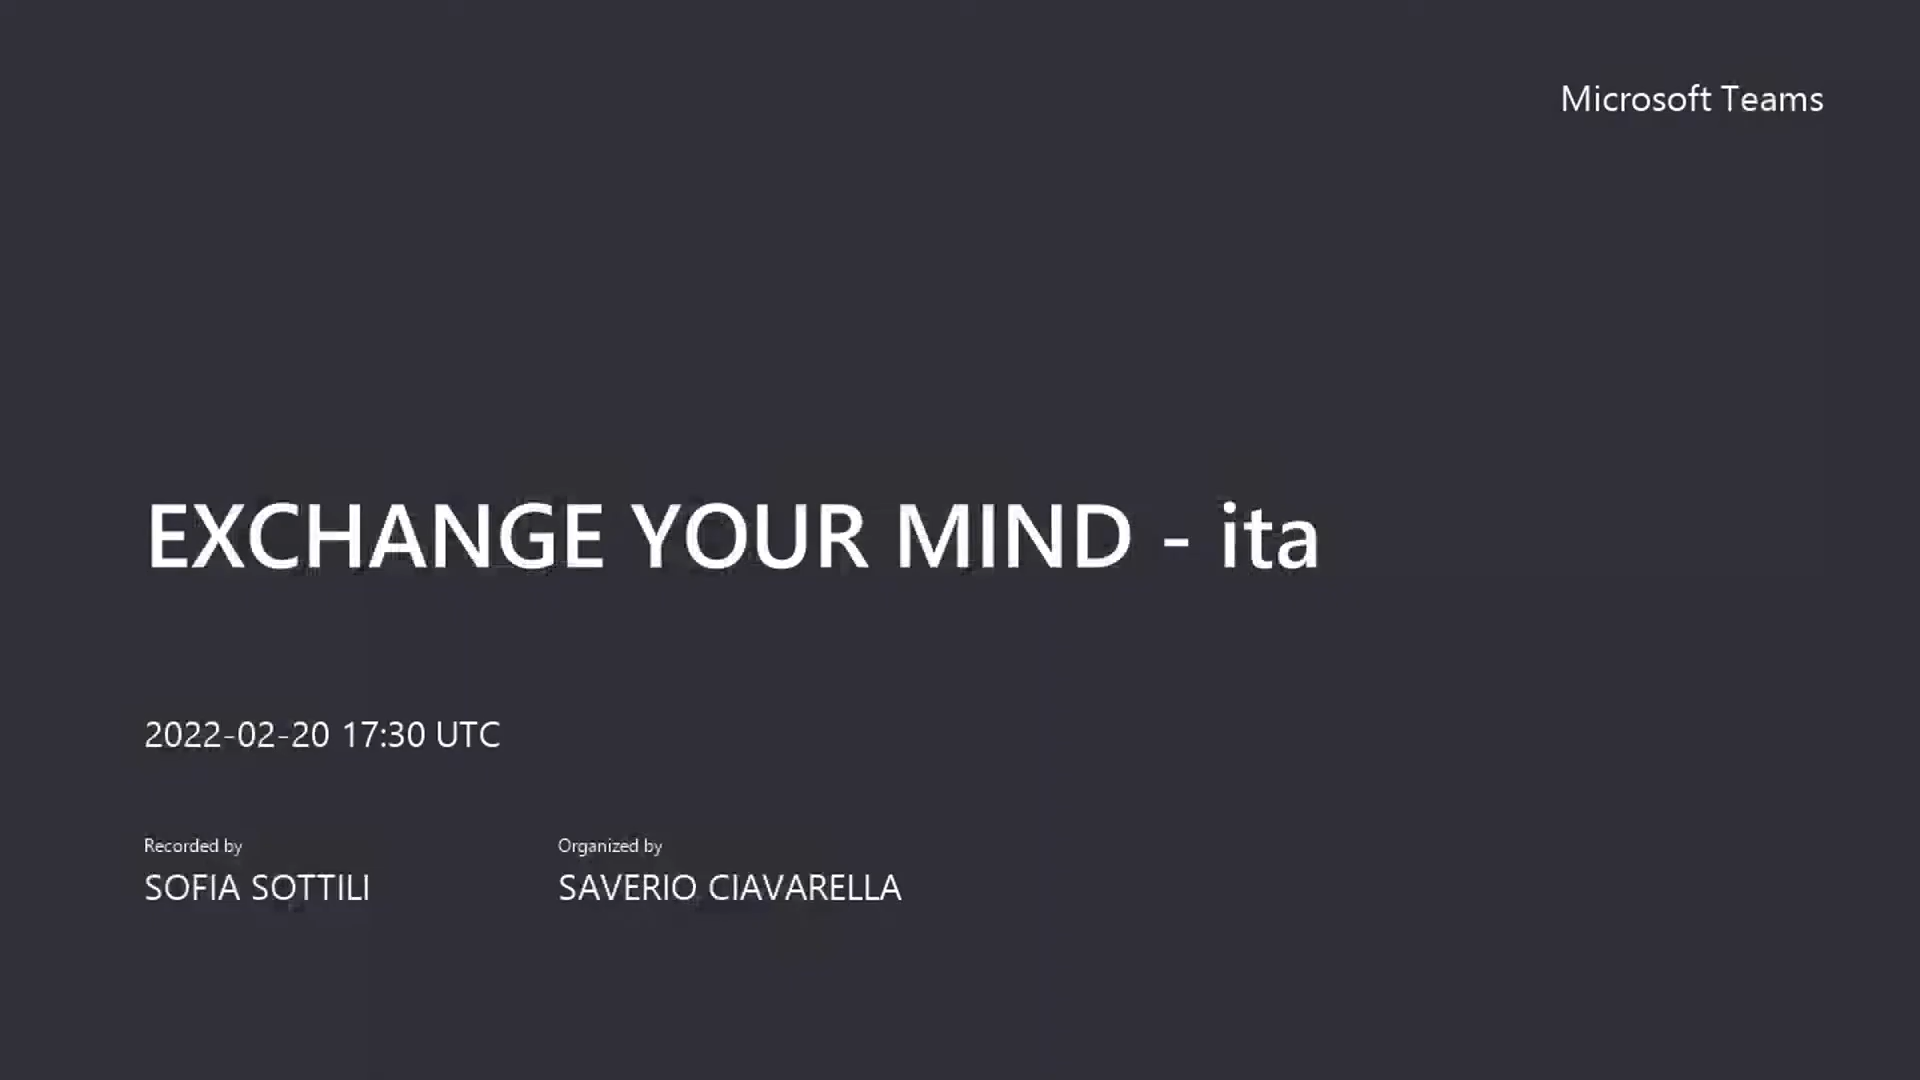 Microsoft Teams
EXCHANGE YOUR MIND - ita
2022-02-20 17:30 UTC
Recorded by
SOFIA SOTTILI
Organized by
SAVERIO CIAVARELLA